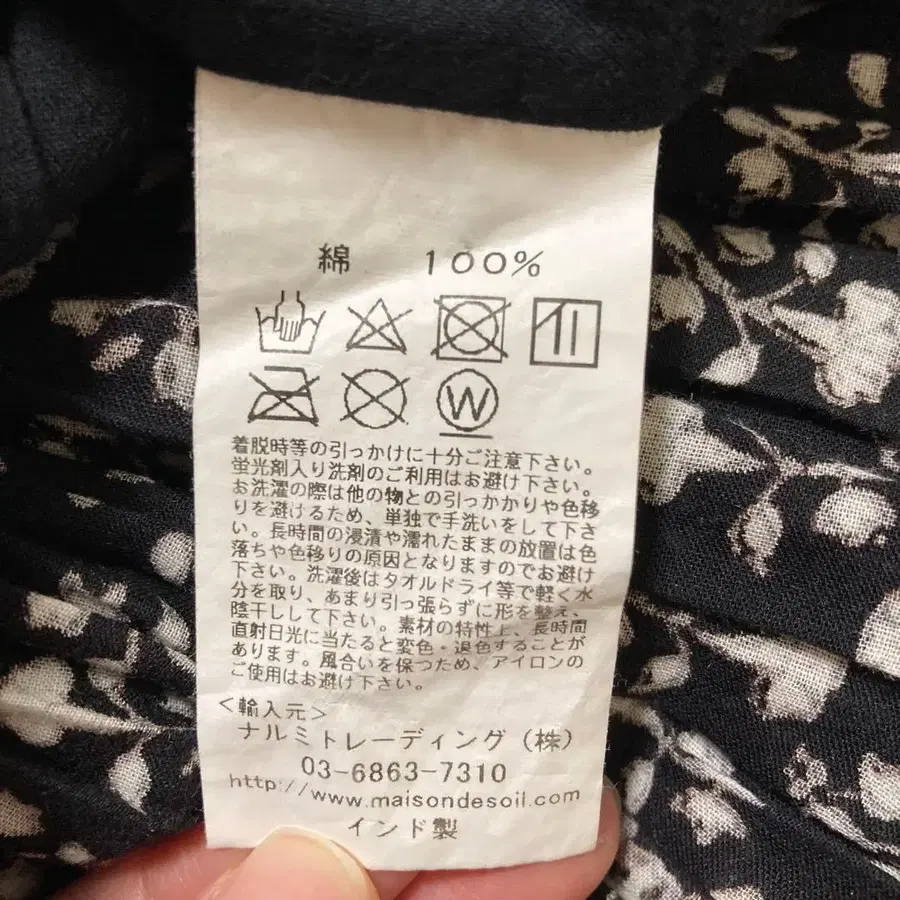 綿 100%
W
着脱時等の引っかけに十分ご注意下さい。
蛍光剤入り洗剤のご利用はお避け下さい。
お洗濯の際は他の物との引っかかりや色移
りを避けるため、単独で手洗いをして下さ
い。長時間の浸漬や濡れたままの放置は色
落ちや色移りの原因となりますのでお避け
下さい。洗濯後はタオルドライ等で軽く水
分を取り、あまり引っ張らずに形を整え、
陰干しして下さい。素材の特性上、長時間
直射日光に当たると変色・退色することが
あります。風合いを保つため、アイロンの
ご使用はお避け下さい。
<輸入元>
ナルミトレーディング(株)
03-6863-7310
http://www.maisondesoil.com
インド製